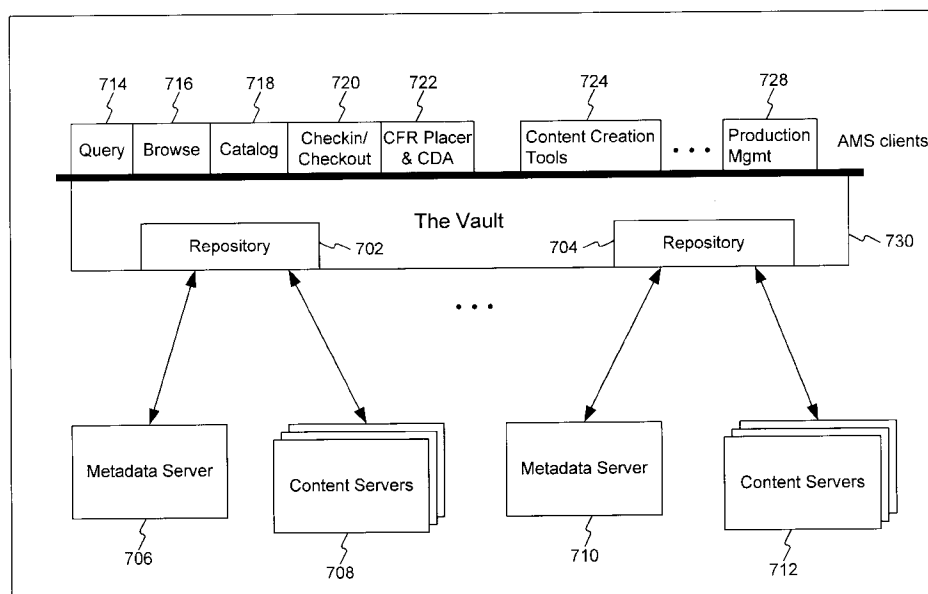 714
716
718
720
722
724
728
Query
Browse
Catalog
Checkin/
Checkout
CFR Placer
& CDA
Content Creation
Tools
• • •
Production
Mgmt
AMS clients
The Vault
Repository
702
704
Repository
730
• • •
Metadata Server
Content Servers
Metadata Server
Content Servers
706
708
710
712